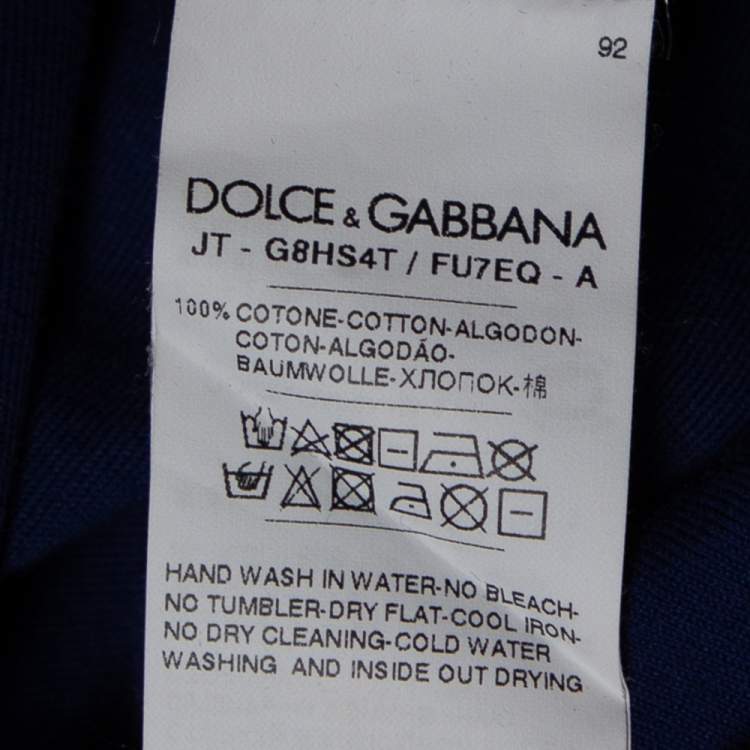 92
DOLCE & GABBANA
JT - G8HS4T / FU7EQ - A
100% COTONE-COTTON-ALGODON-
COTON-ALGODÃO-
BAUMWOLLE-ХЛОПОК-棉
HAND WASH IN WATER-NO BLEACH-
NO TUMBLER-DRY FLAT-COOL IRON-
NO DRY CLEANING-COLD WATER
WASHING AND INSIDE OUT DRYING